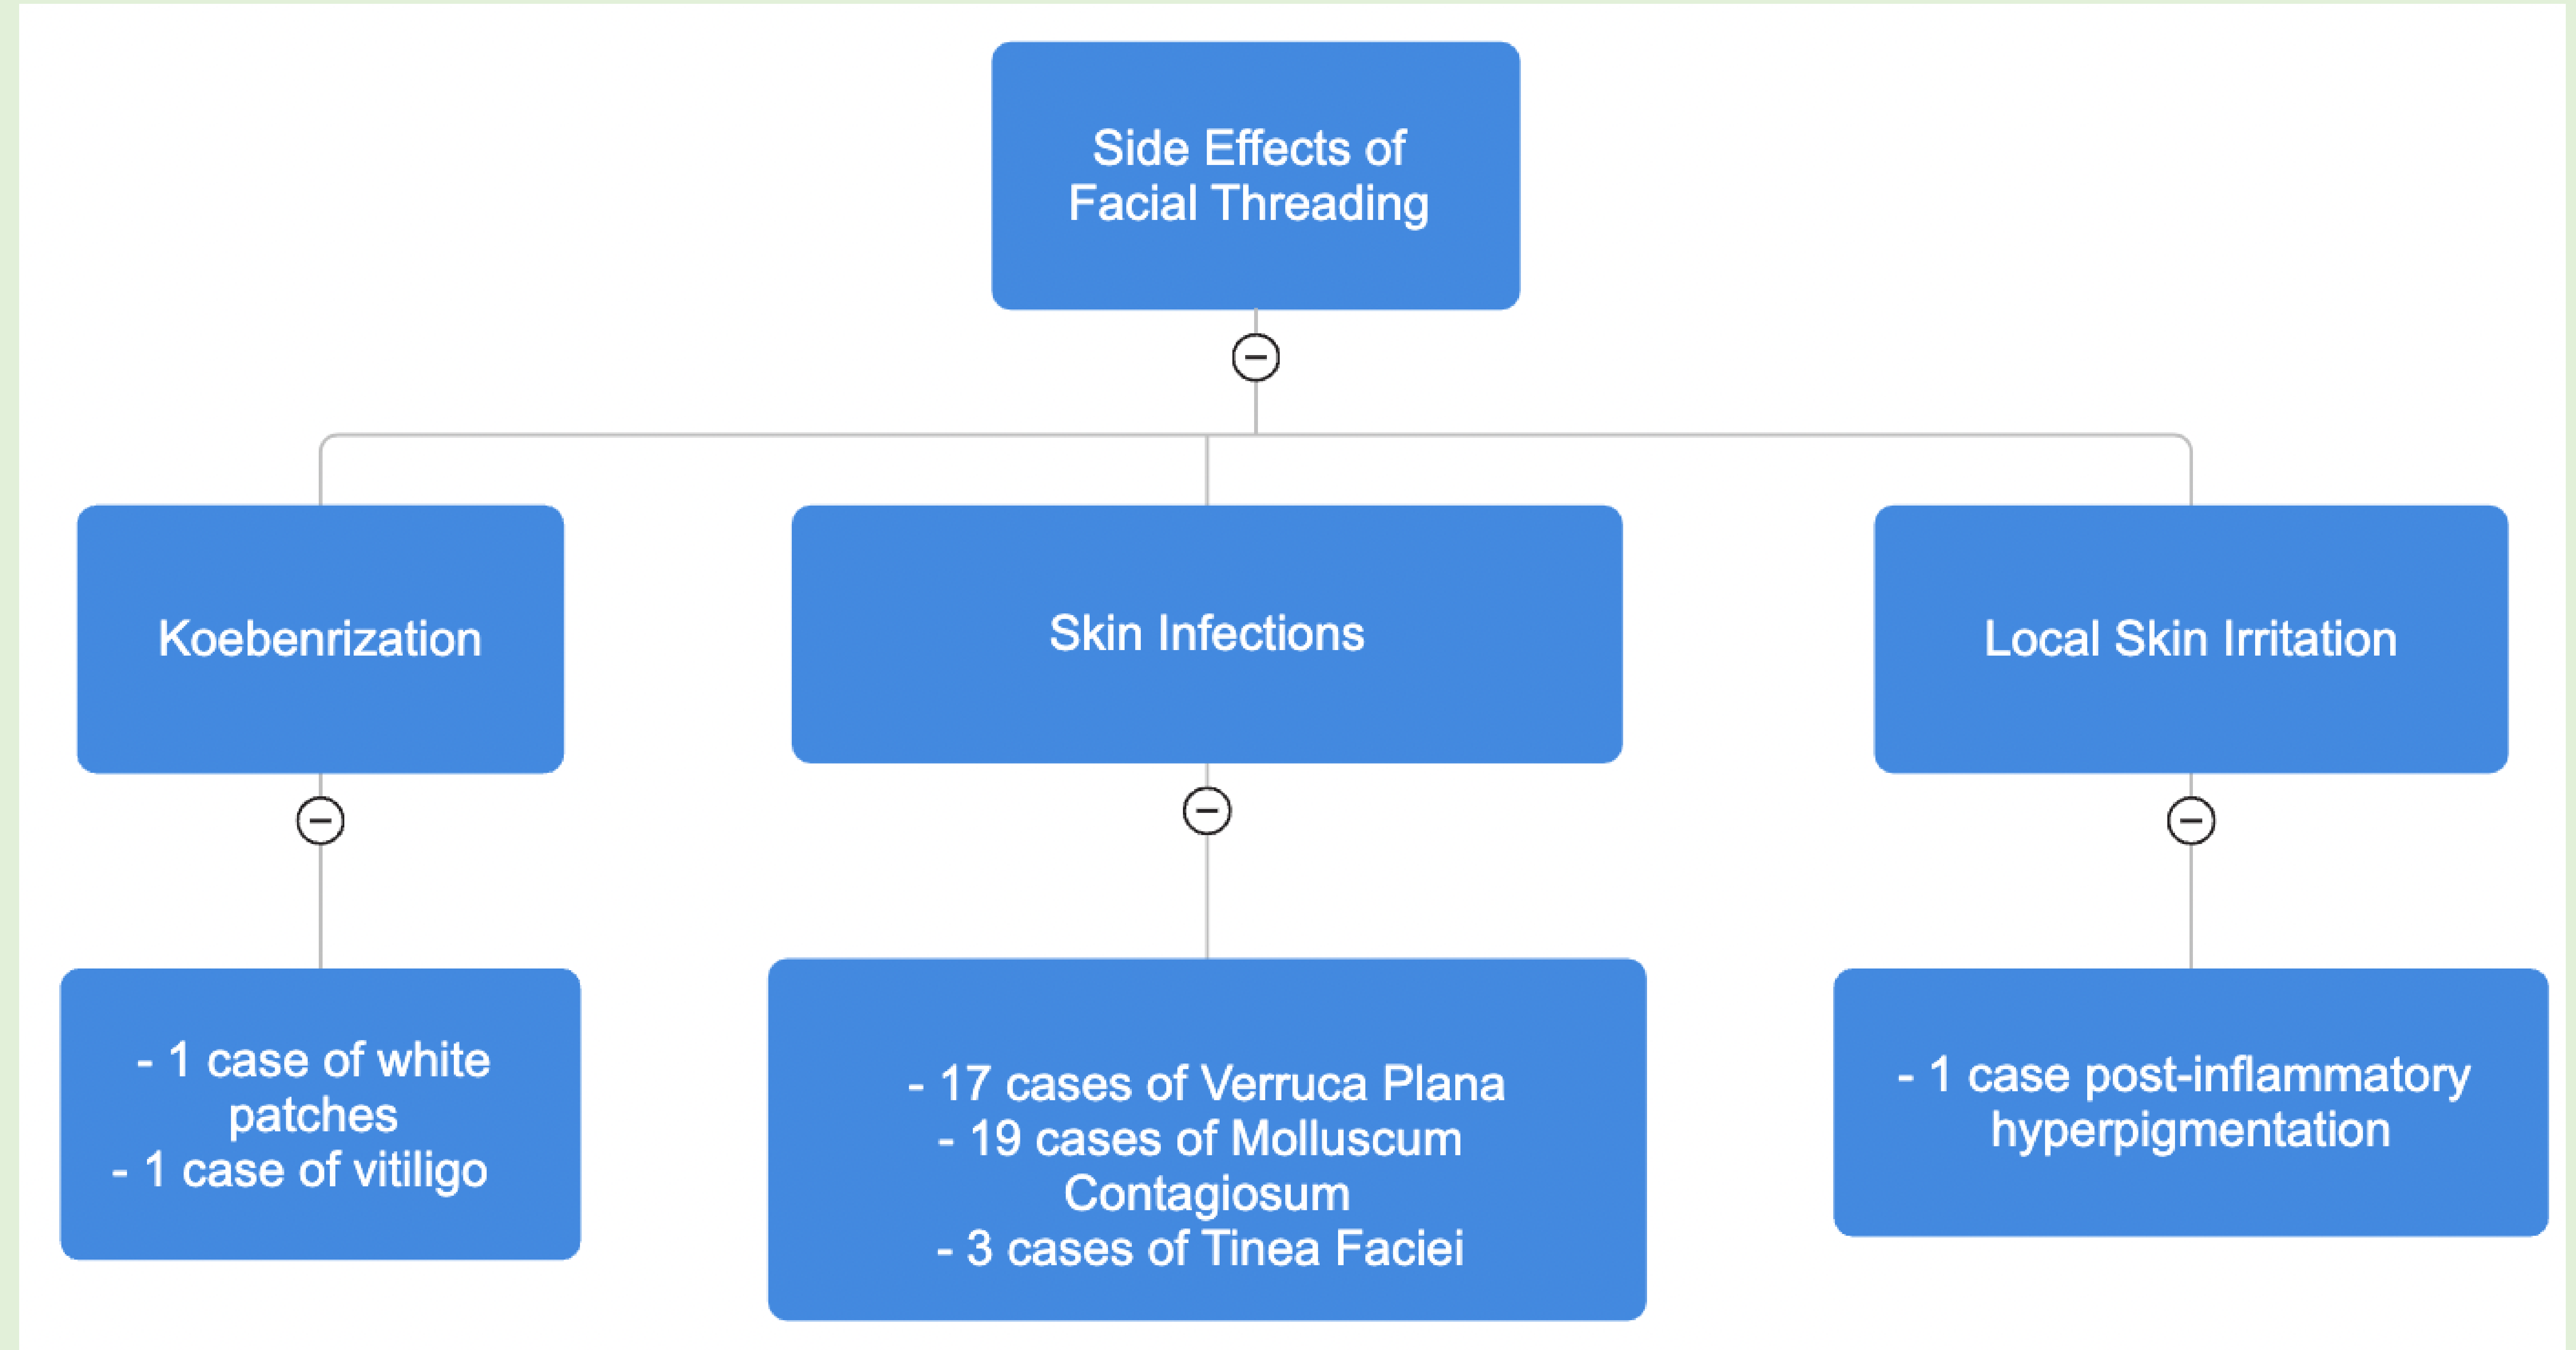 Side Effects of
Facial Threading
Koebenrization
Skin Infections
Local Skin Irritation
- 1 case of white
patches
- 1 case of vitiligo
- 17 cases of Verruca Plana
- 19 cases of Molluscum
Contagiosum
- 3 cases of Tinea Faciei
- 1 case post-inflammatory
hyperpigmentation